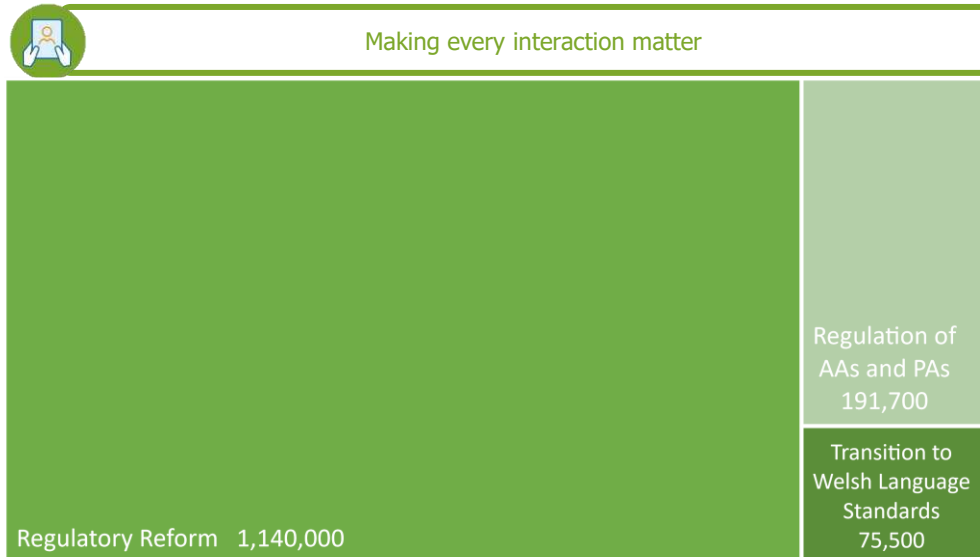 Making every interaction matter
Regulatory Reform 1,140,000
Regulation of
AAs and PAs
191,700
Transition to
Welsh Language
Standards
75,500